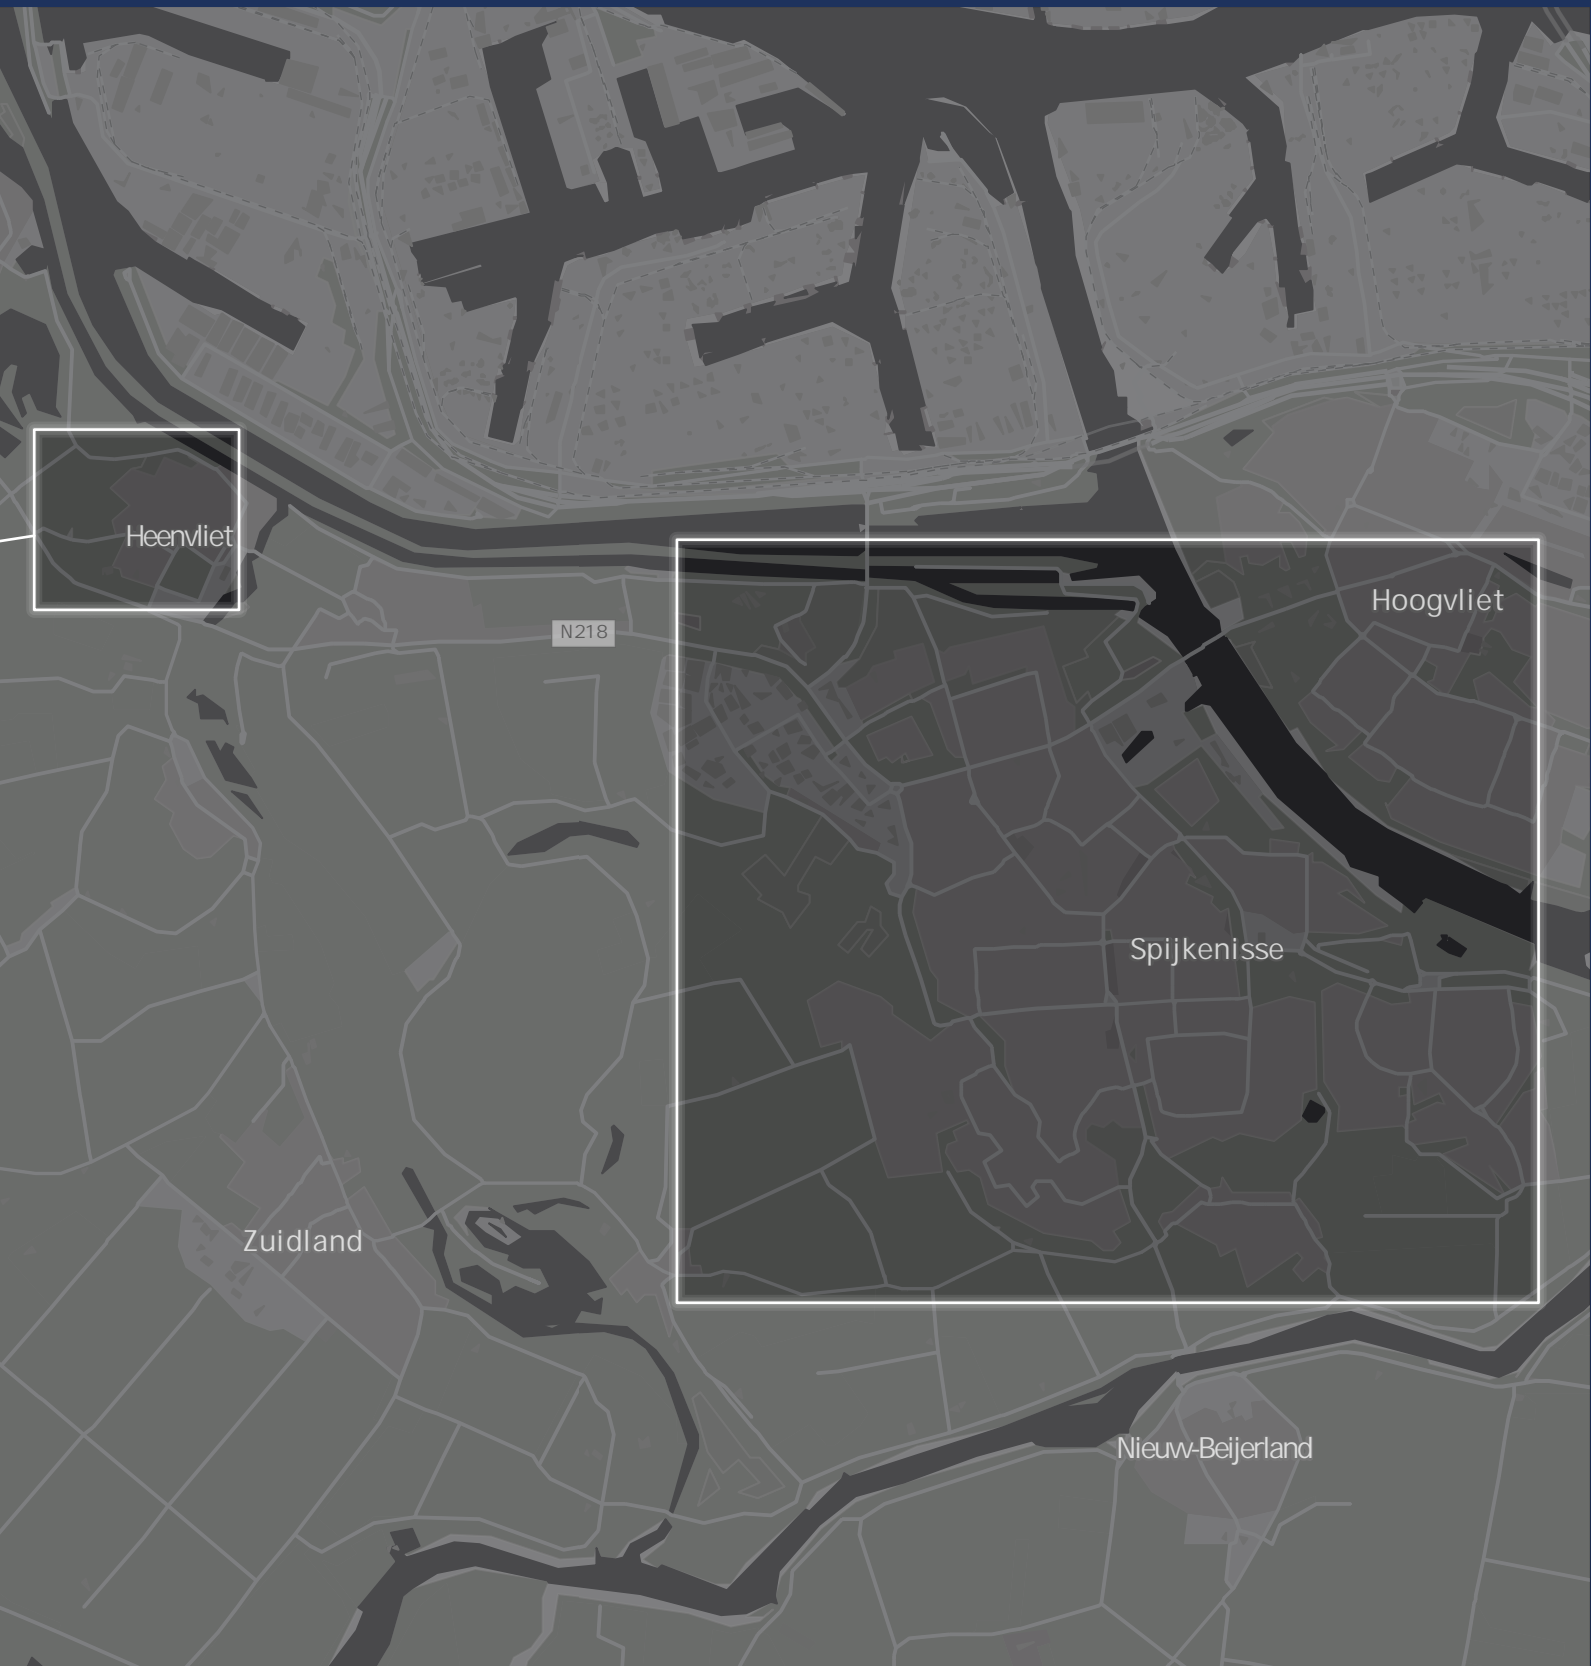 Heenvliet
Hoogvliet
N218
Spijkenisse
Zuidland
Nieuw-Beijerland